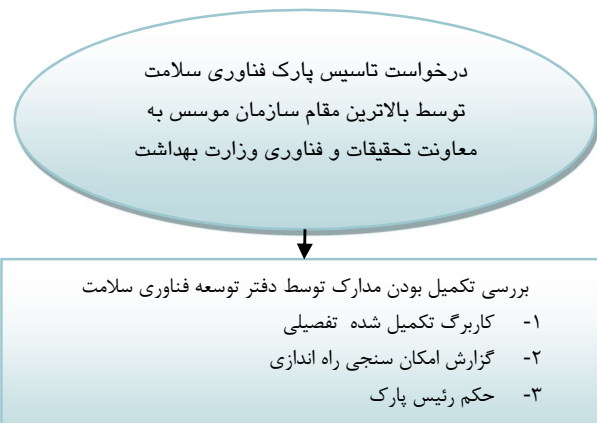 درخواست تاسیس پارک فناوری سلامت
توسط بالاترین مقام سازمان موسس به
معاونت تحقیقات و فناوری وزارت بهداشت
بررسی تکمیل بودن مدارک توسط دفتر توسعه فناوری سلامت
۱- کاربرگ تکمیل شده تفصیلی
۲- گزارش امکان سنجی راه اندازی
۳- حکم رئیس پارک